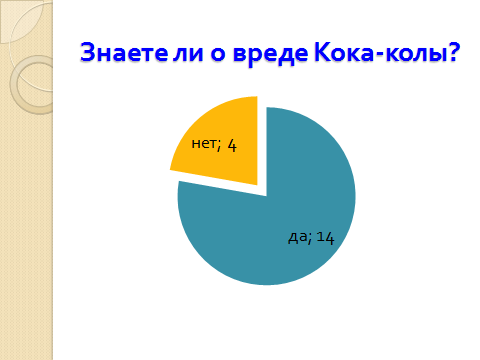 Знаете ли о вреде Кока-колы?
нет; 4
да; 14